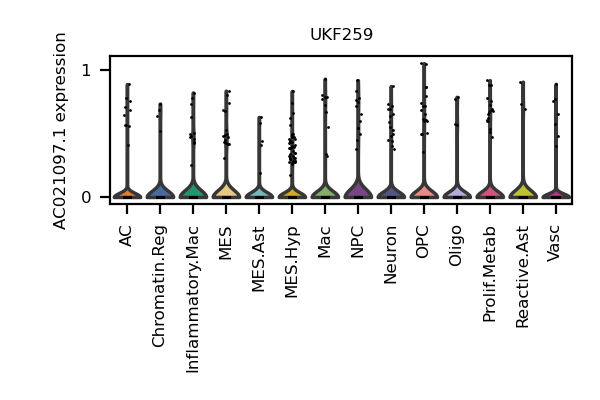 UKF259
AC021097.1 expression
1
0
AC
Chromatin.Reg
Inflammatory.Mac
MES
MES.Ast
MES.Hyp
Mac
NPC
Neuron
OPC
Oligo
Prolif.Metab
Reactive.Ast
Vasc